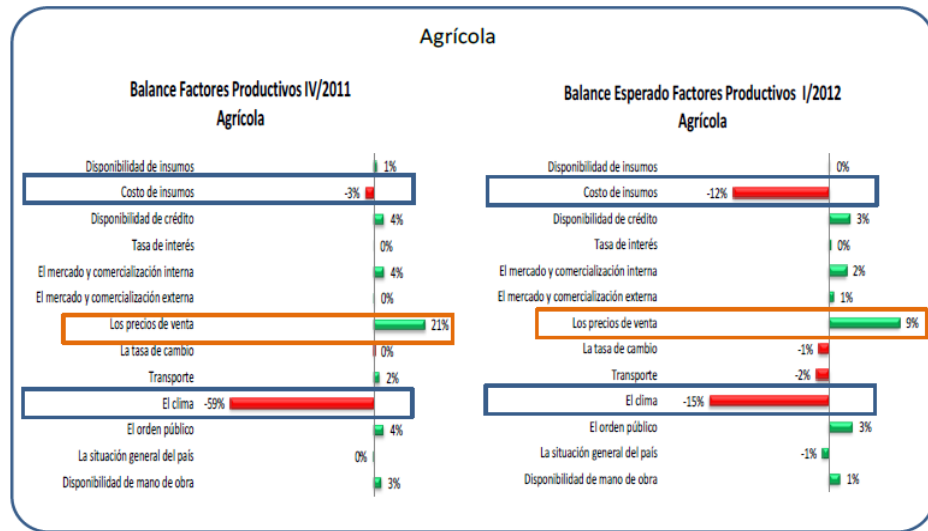 Agrícola
Balance Factores Productivos IV/2011
Agrícola
Disponibilidad de insumos 1%
Costo de insumos -3%
Disponibilidad de crédito 4%
Tasa de interés 0%
El mercado y comercialización interna 4%
El mercado y comercialización externa 0%
Los precios de venta 21%
La tasa de cambio 0%
Transporte 2%
El clima -59%
El orden público 4%
La situación general del país 0%
Disponibilidad de mano de obra 3%
Balance Esperado Factores Productivos I/2012
Agrícola
Disponibilidad de insumos 0%
Costo de insumos -12%
Disponibilidad de crédito 3%
Tasa de interés 0%
El mercado y comercialización interna 2%
El mercado y comercialización externa 1%
Los precios de venta 9%
La tasa de cambio -1%
Transporte -2%
El clima -15%
El orden público 3%
La situación general del país -1%
Disponibilidad de mano de obra 1%